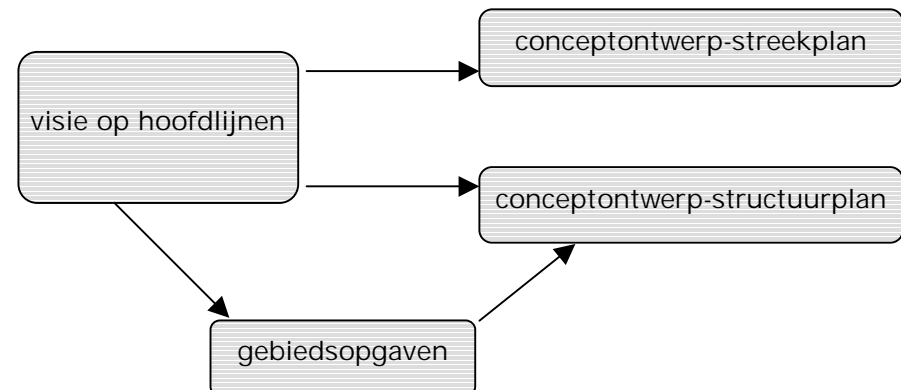 conceptontwerp-streekplan
visie op hoofdlijnen
conceptontwerp-structuurplan
gebiedsopgaven